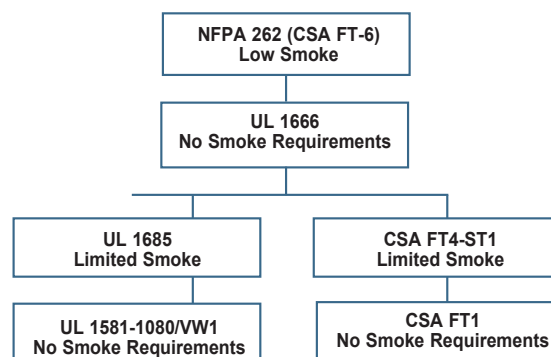 NFPA 262 (CSA FT-6)
Low Smoke
UL 1666
No Smoke Requirements
UL 1685
Limited Smoke
CSA FT4-ST1
Limited Smoke
UL 1581-1080/VW1
No Smoke Requirements
CSA FT1
No Smoke Requirements